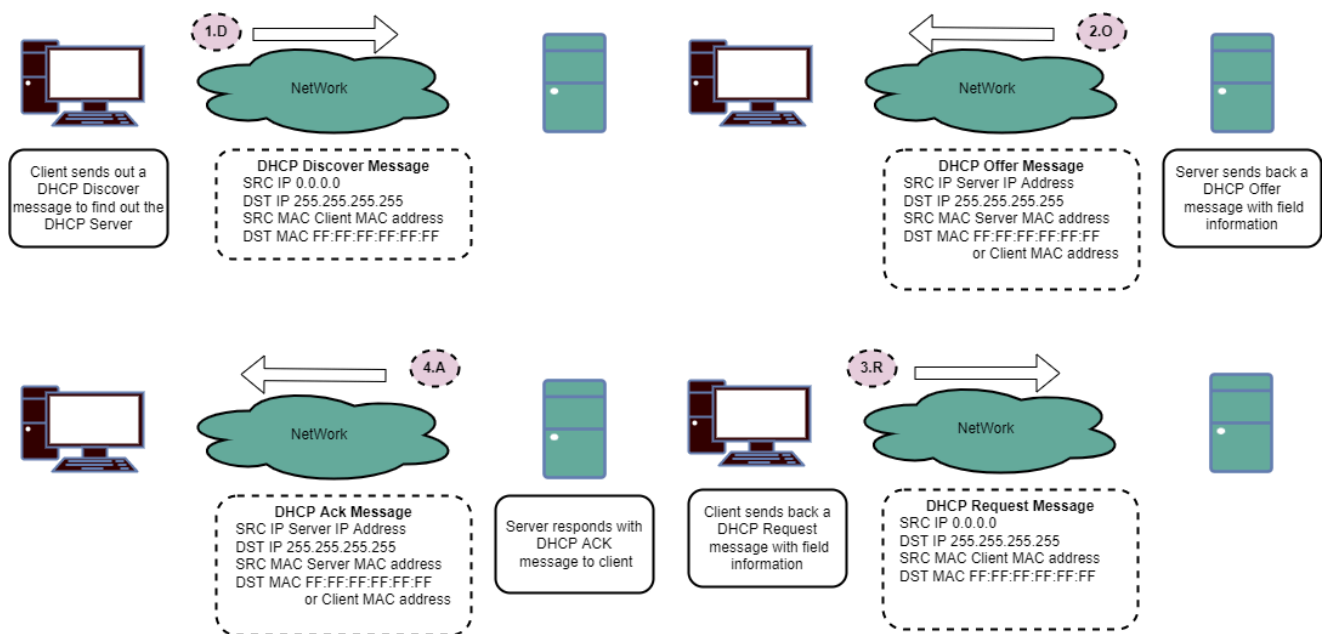 1.D
NetWork
Client sends out a
DHCP Discover
message to find out the
DHCP Server
DHCP Discover Message
SRC IP 0.0.0.0
DST IP 255.255.255.255
SRC MAC Client MAC address
DST MAC FF:FF:FF:FF:FF:FF
2.O
NetWork
DHCP Offer Message
SRC IP Server IP Address
DST IP 255.255.255.255
SRC MAC Server MAC address
DST MAC FF:FF:FF:FF:FF:FF
or Client MAC address
Server sends back a
DHCP Offer
message with field
information
4.A
NetWork
DHCP Ack Message
SRC IP Server IP Address
DST IP 255.255.255.255
SRC MAC Server MAC address
DST MAC FF:FF:FF:FF:FF:FF
or Client MAC address
Server responds with
DHCP ACK
message to client
3.R
NetWork
Client sends back a
DHCP Request
message with field
information
DHCP Request Message
SRC IP 0.0.0.0
DST IP 255.255.255.255
SRC MAC Client MAC address
DST MAC FF:FF:FF:FF:FF:FF